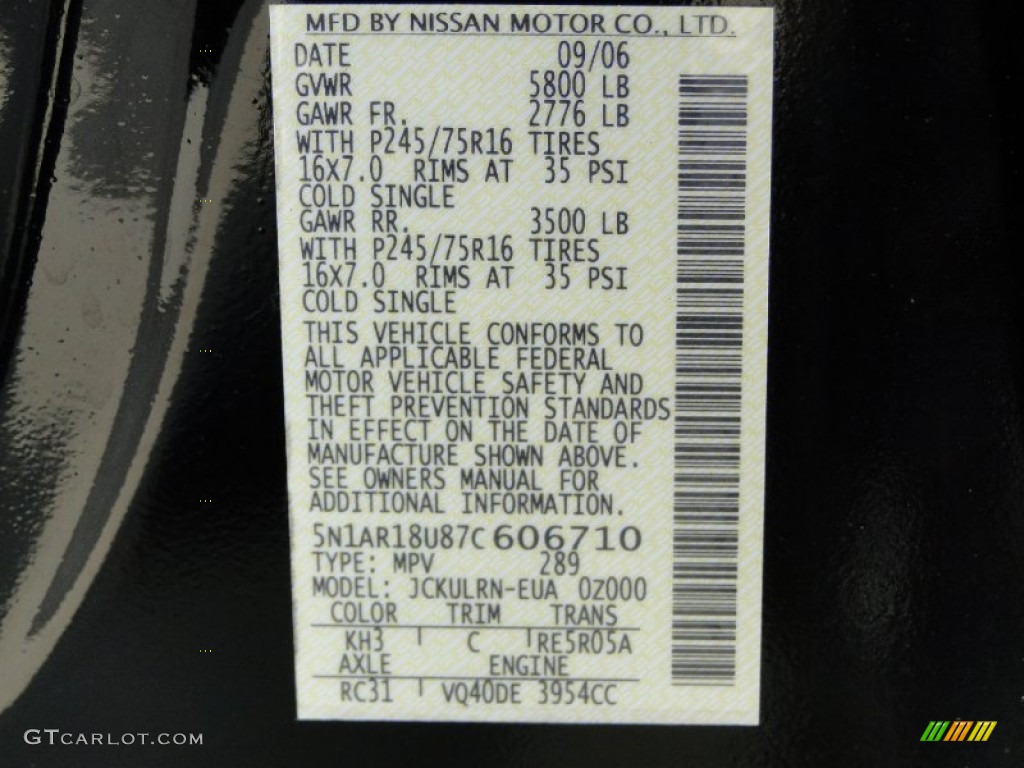 MFD BY NISSAN MOTOR CO., LTD.
DATE 09/06
GVWR 5800 LB
GAWR FR. 2776 LB
WITH P245/75R16 TIRES
16X7.0 RIMS AT 35 PSI
COLD SINGLE
GAWR RR. 3500 LB
WITH P245/75R16 TIRES
16X7.0 RIMS AT 35 PSI
COLD SINGLE
THIS VEHICLE CONFORMS TO
ALL APPLICABLE FEDERAL
MOTOR VEHICLE SAFETY AND
THEFT PREVENTION STANDARDS
IN EFFECT ON THE DATE OF
MANUFACTURE SHOWN ABOVE.
SEE OWNERS MANUAL FOR
ADDITIONAL INFORMATION.
5N1AR18U87C606710
TYPE: MPV 289
MODEL: JCKULRN-EUA 0Z000
COLOR TRIM TRANS
KH3 C RE5R05A
AXLE ENGINE
RC31 VQ40DE 3954CC
GTCARLOT.COM